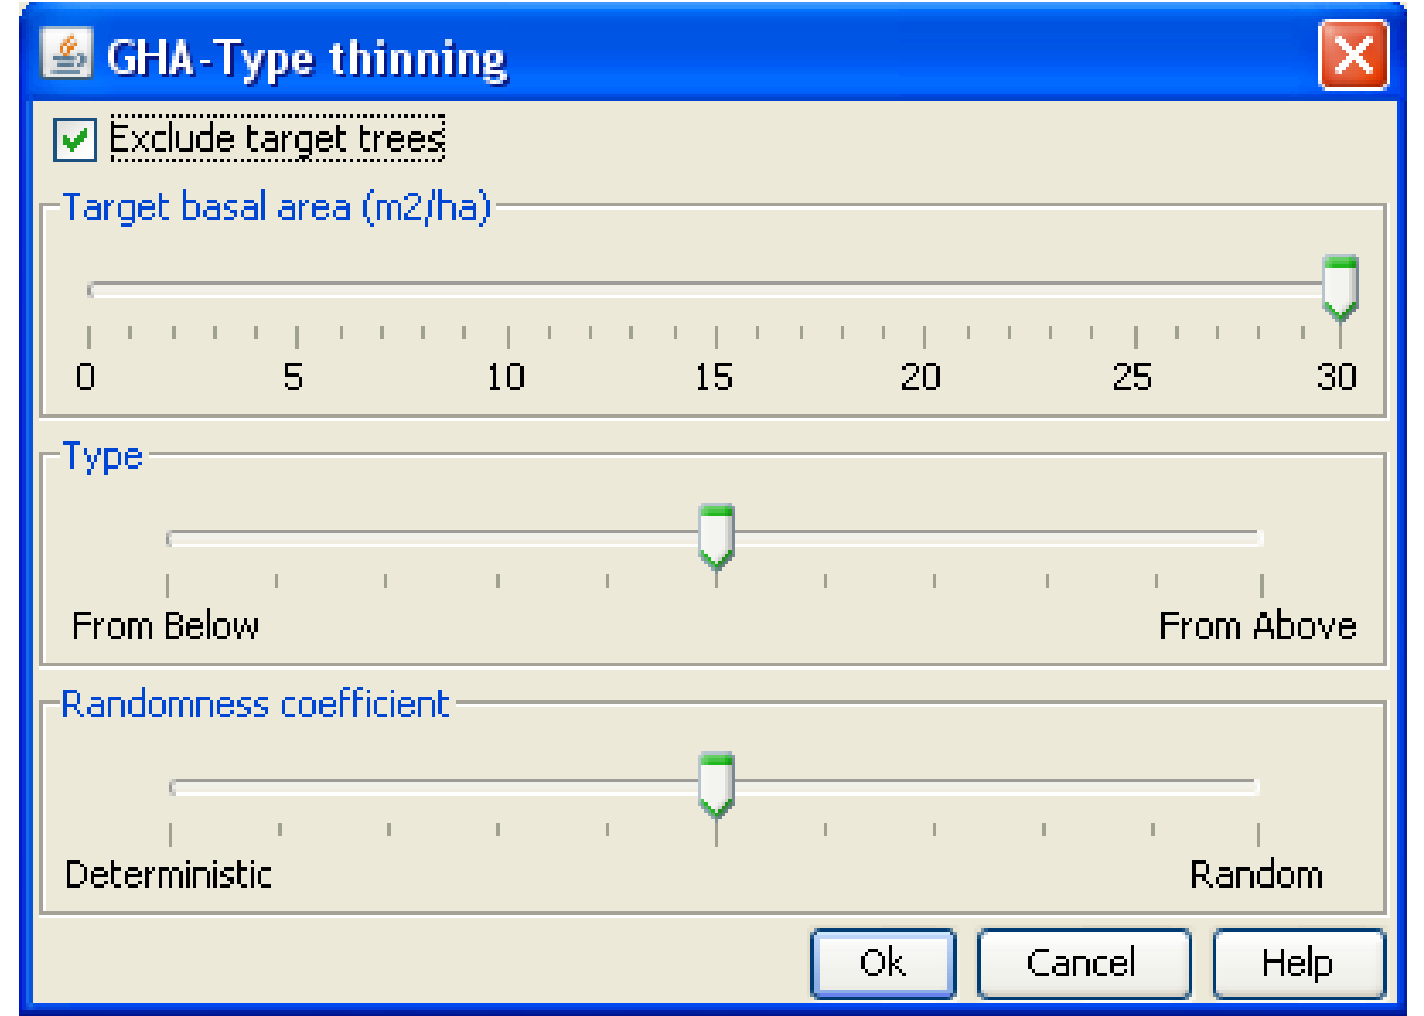 GHA-Type thinning
Exclude target trees
Target basal area (m2/ha)
0 5 10 15 20 25 30
Type
From Below From Above
Randomness coefficient
Deterministic Random
Ok Cancel Help